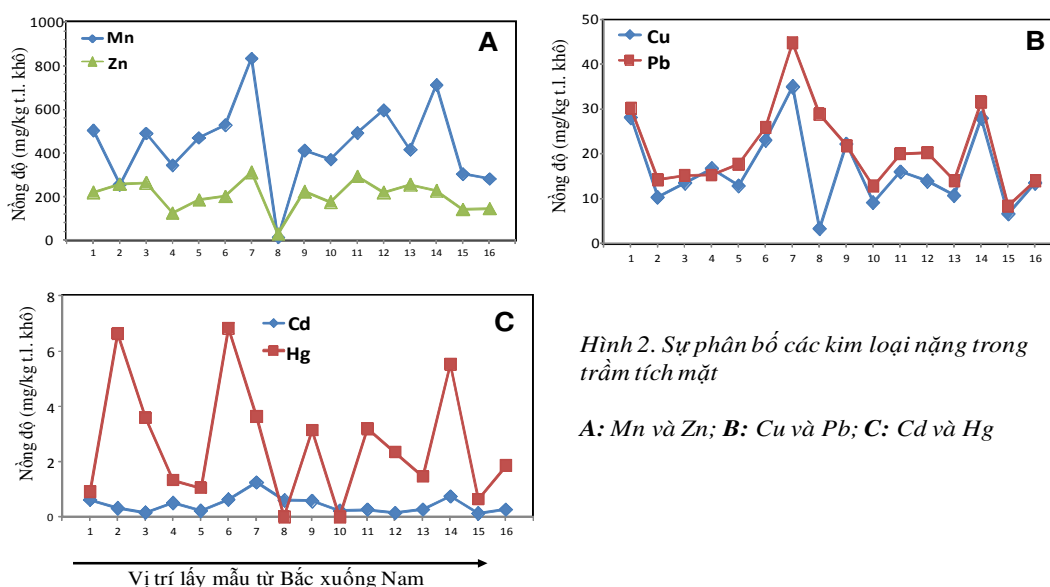 A
Mn
Zn
Nồng độ (mg/kg t.l. khô)
1000
800
600
400
200
0
1 2 3 4 5 6 7 8 9 10 11 12 13 14 15 16
B
Cu
Pb
Nồng độ (mg/kg t.l. khô)
50
40
30
20
10
0
1 2 3 4 5 6 7 8 9 10 11 12 13 14 15 16
C
Cd
Hg
Nồng độ (mg/kg t.l. khô)
8
6
4
2
0
1 2 3 4 5 6 7 8 9 10 11 12 13 14 15 16
Vị trí lấy mẫu từ Bắc xuống Nam
Hình 2. Sự phân bố các kim loại nặng trong
trầm tích mặt
A: Mn và Zn; B: Cu và Pb; C: Cd và Hg